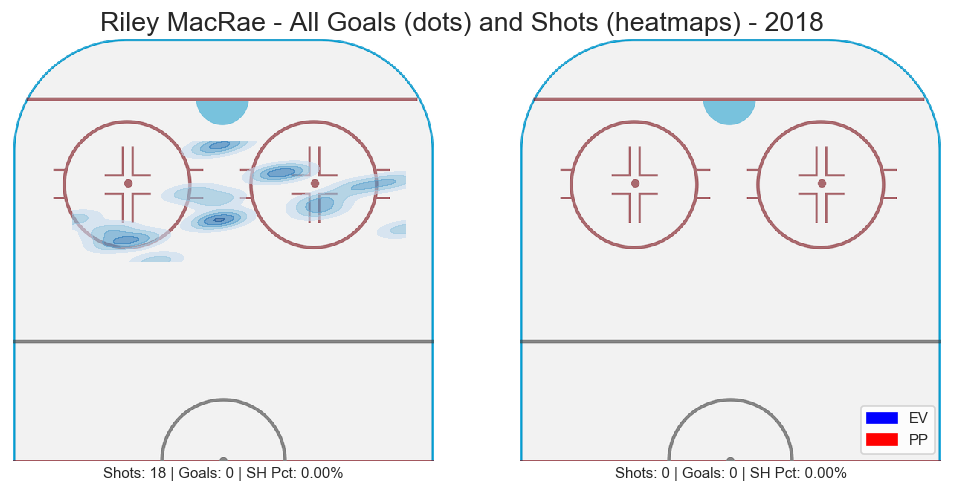 Riley MacRae - All Goals (dots) and Shots (heatmaps) - 2018
EV
PP
Shots: 18 | Goals: 0 | SH Pct: 0.00%
Shots: 0 | Goals: 0 | SH Pct: 0.00%